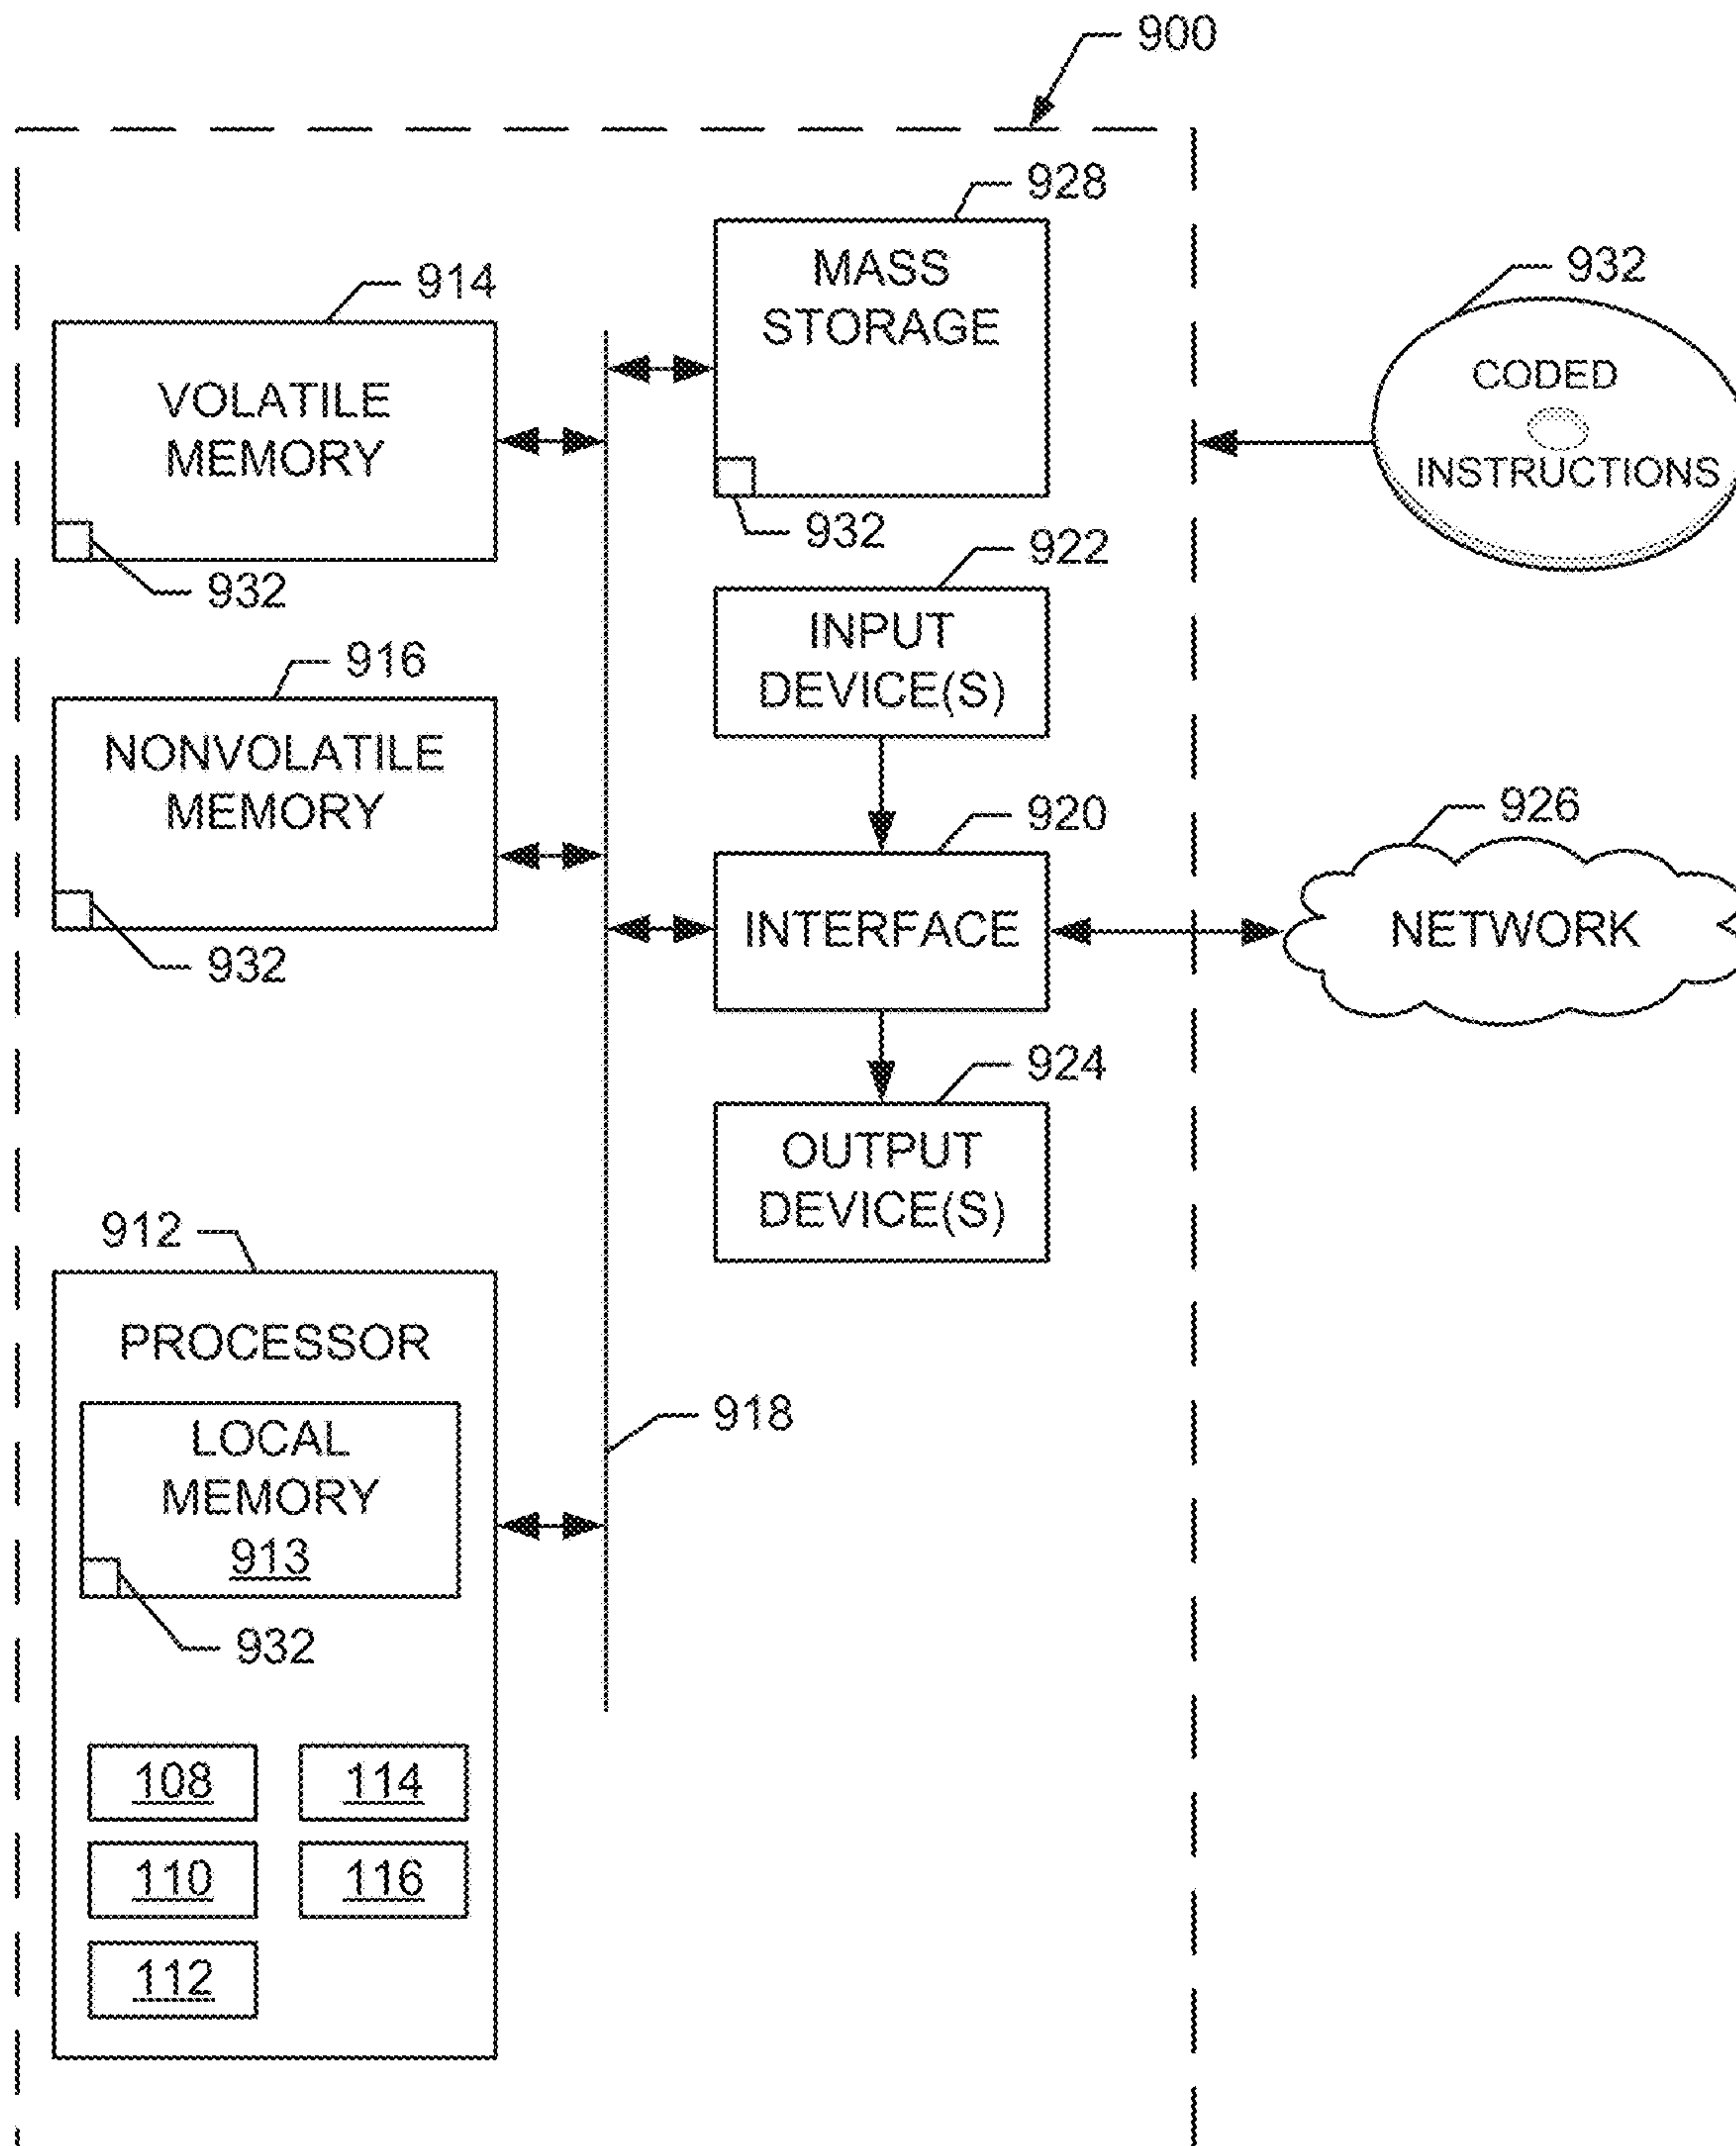 900
928
MASS
STORAGE
932
914
VOLATILE
MEMORY
932
932
CODED
INSTRUCTIONS
922
INPUT
DEVICE(S)
916
NONVOLATILE
MEMORY
932
920
INTERFACE
926
NETWORK
924
OUTPUT
DEVICE(S)
912
PROCESSOR
LOCAL
MEMORY
913
932
918
108
114
110
116
112